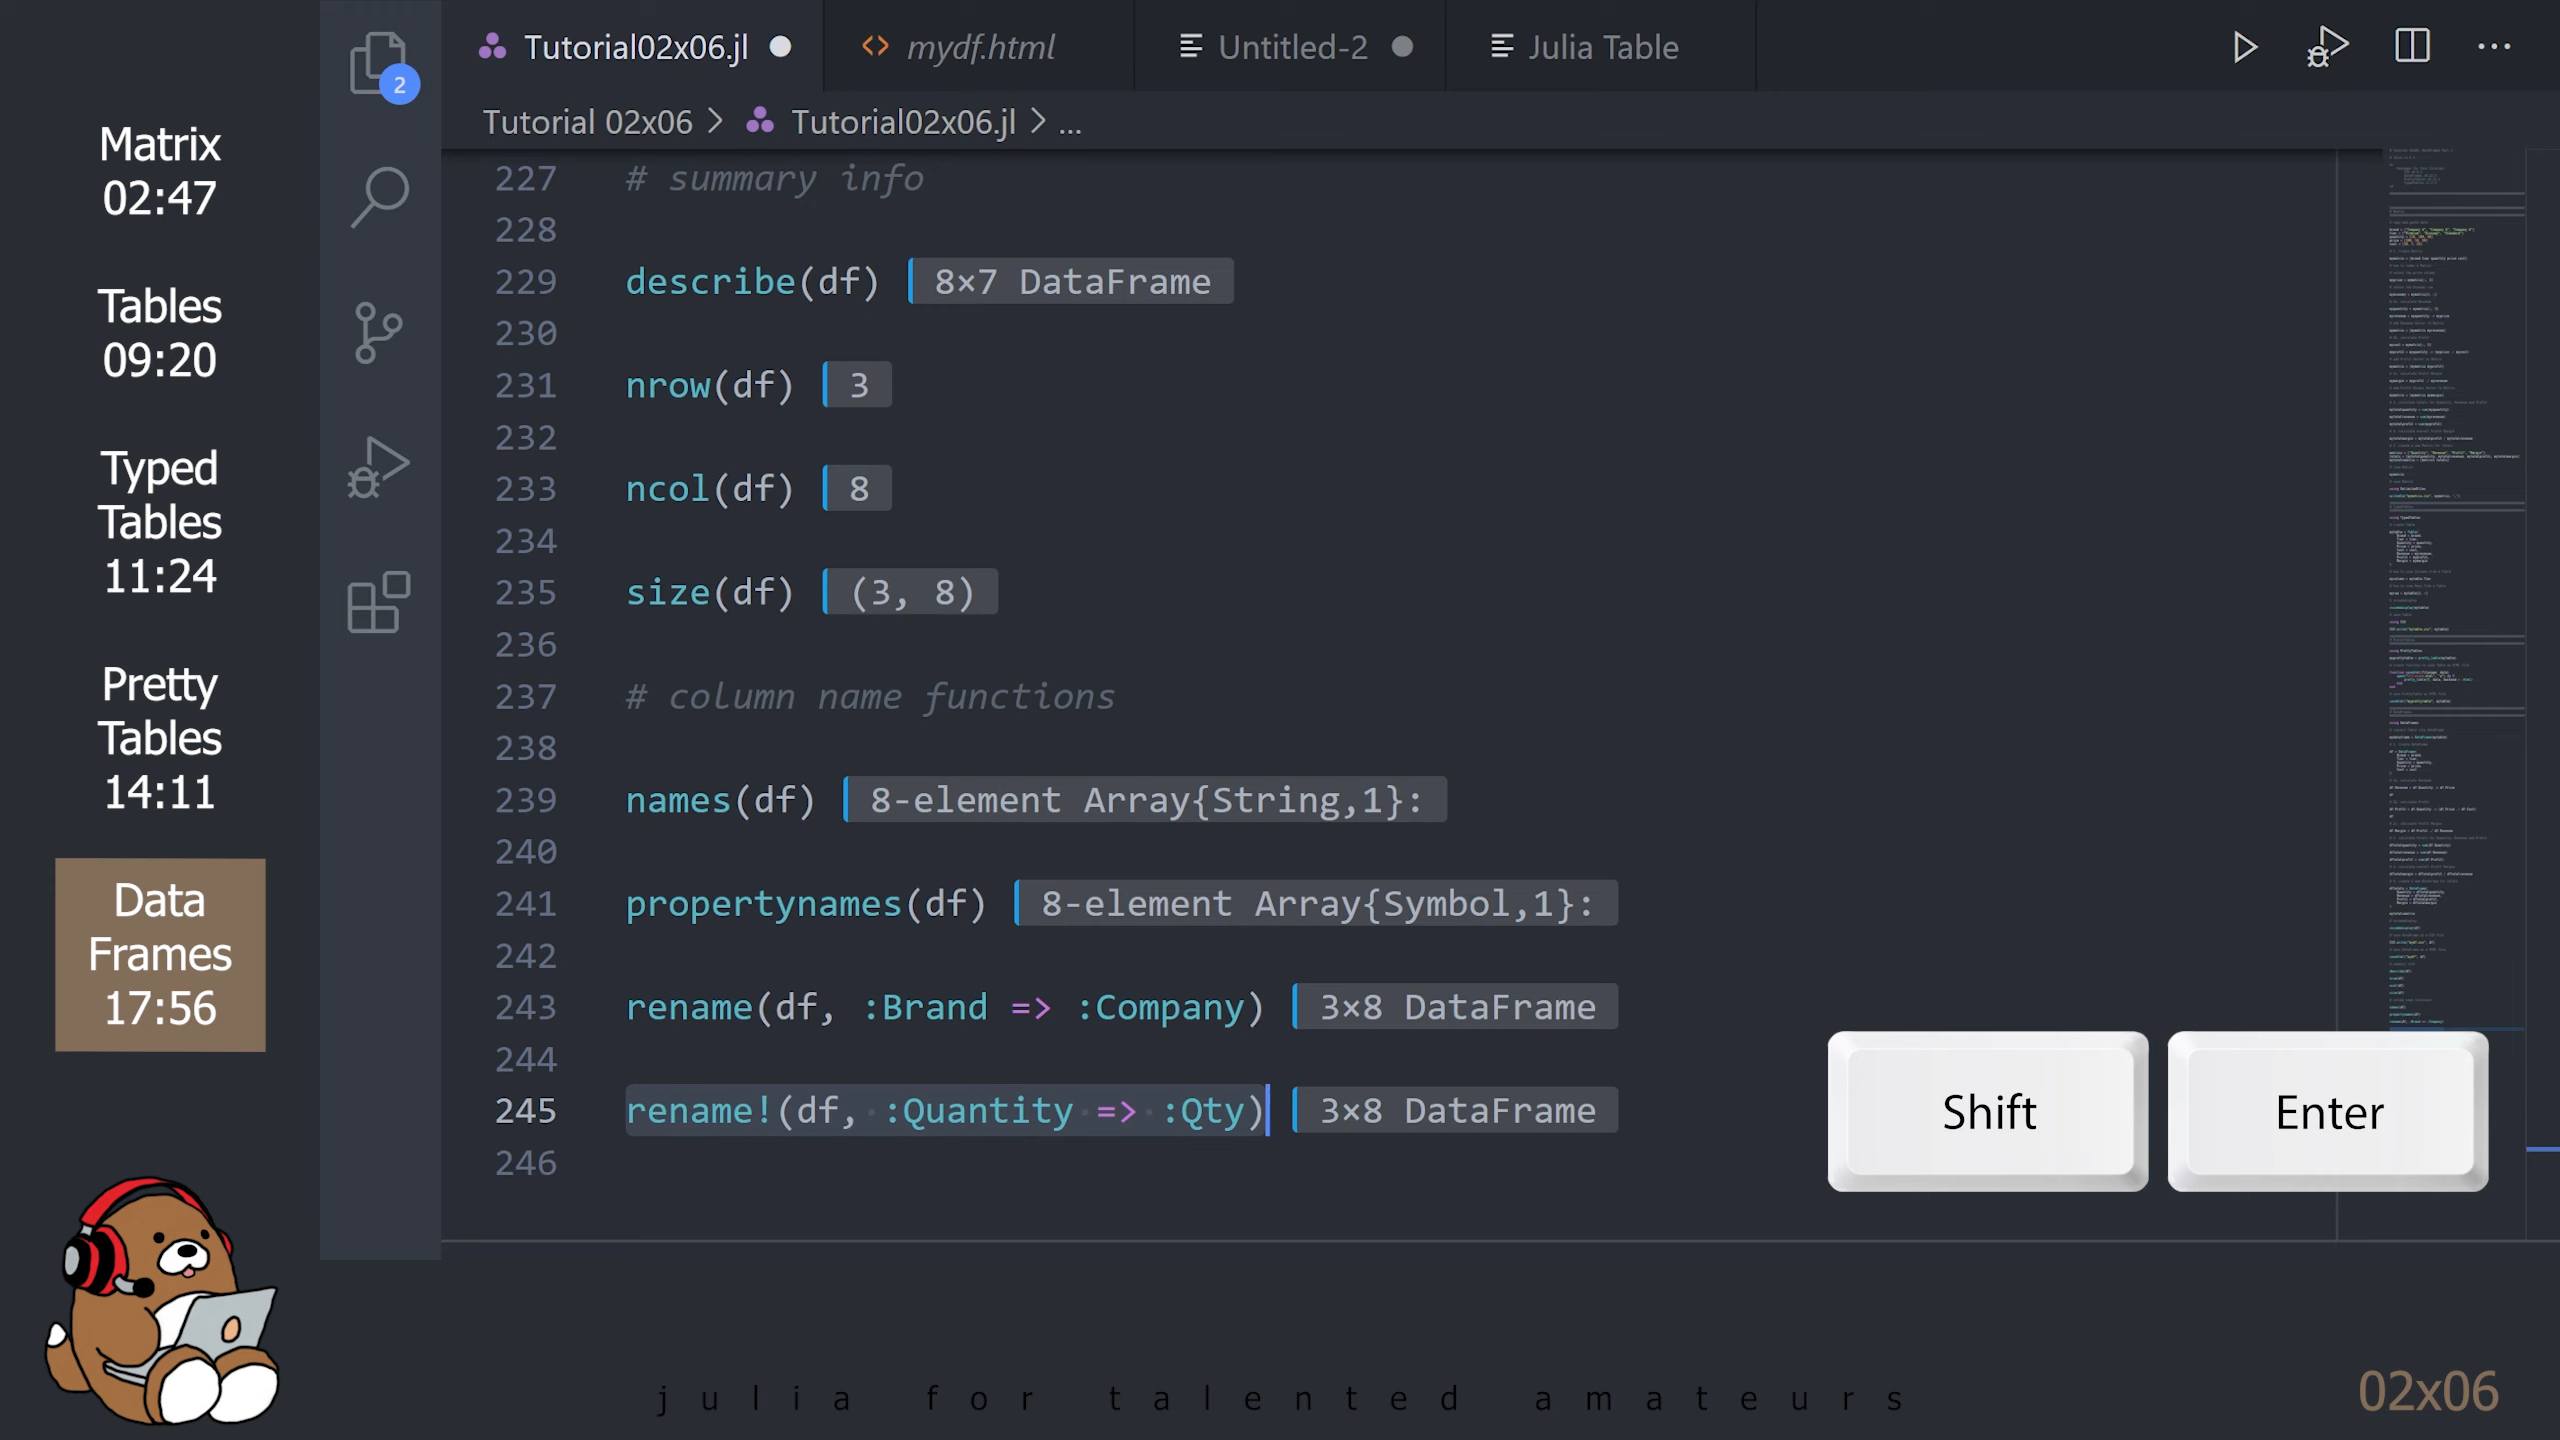 Matrix
02:47
Tables
09:20
Typed
Tables
11:24
Pretty
Tables
14:11
Data
Frames
17:56
2
Tutorial02x06.jl
mydf.html
Untitled-2
Julia Table
Tutorial 02x06 > Tutorial02x06.jl > ...
227 # summary info
228
229 describe(df) 8×7 DataFrame
230
231 nrow(df) 3
232
233 ncol(df) 8
234
235 size(df) (3, 8)
236
237 # column name functions
238
239 names(df) 8-element Array{String,1}:
240
241 propertynames(df) 8-element Array{Symbol,1}:
242
243 rename(df, :Brand => :Company) 3×8 DataFrame
244
245 rename!(df, :Quantity => :Qty) 3×8 DataFrame
246
Shift
Enter
julia for talented amateurs
02x06